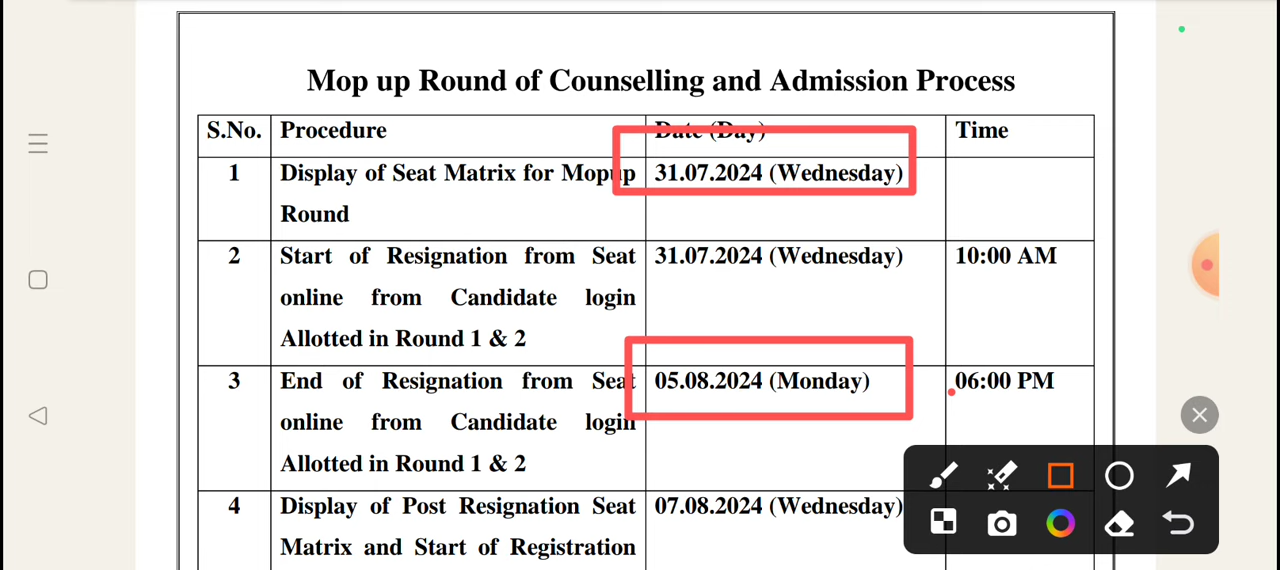 Mop up Round of Counselling and Admission Process
S.No. Procedure Date (Day) Time
1 Display of Seat Matrix for Mopup 31.07.2024 (Wednesday)
Round
2 Start of Resignation from Seat 31.07.2024 (Wednesday) 10:00 AM
online from Candidate login
Allotted in Round 1 & 2
3 End of Resignation from Seat 05.08.2024 (Monday) 06:00 PM
online from Candidate login
Allotted in Round 1 & 2
4 Display of Post Resignation Seat 07.08.2024 (Wednesday)
Matrix and Start of Registration